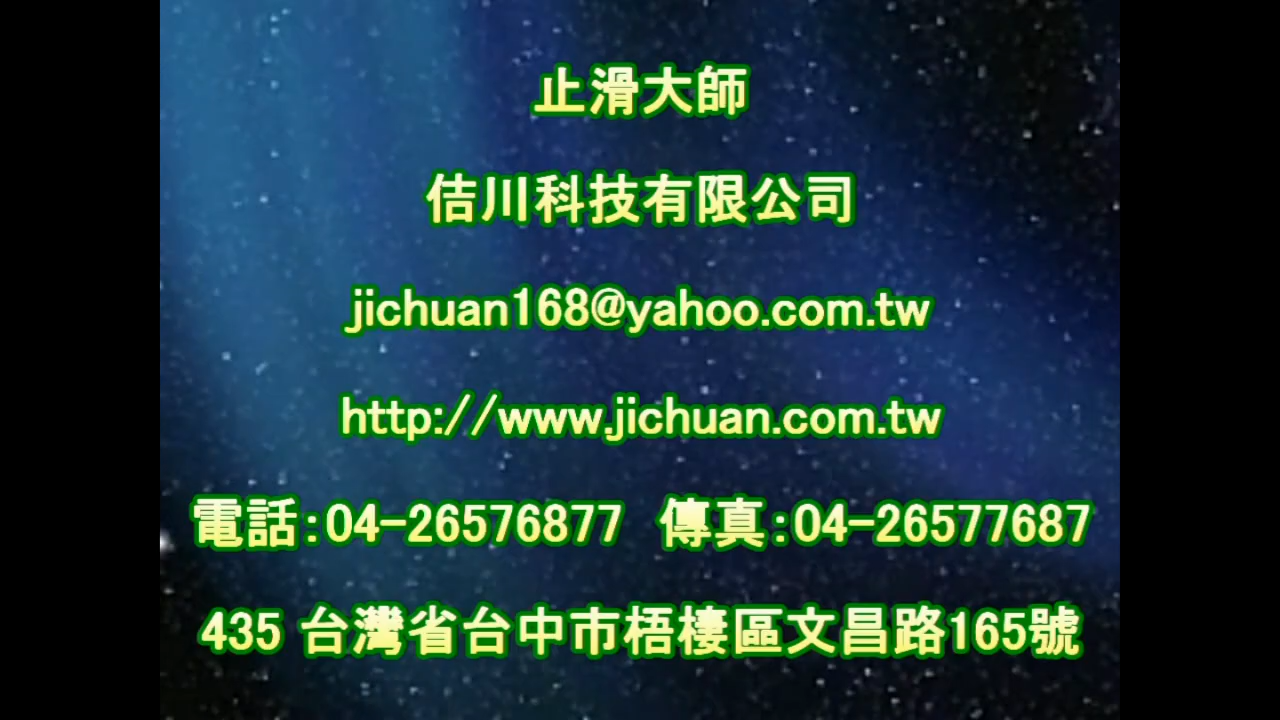 止滑大師
佶川科技有限公司
jichuan168@yahoo.com.tw
http://www.jichuan.com.tw
電話:04-26576877 傳真:04-26577687
435 台灣省台中市梧棲區文昌路165號